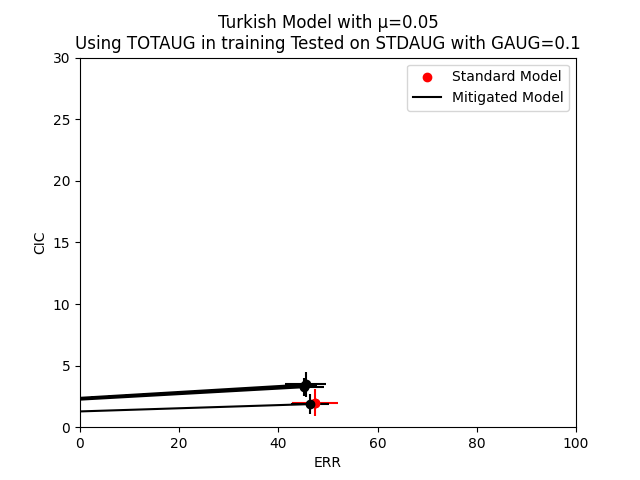 Turkish Model with μ=0.05
Using TOTAUG in training Tested on STDAUG with GAUG=0.1
Standard Model
Mitigated Model
30
25
20
15
10
5
0
CIC
0 20 40 60 80 100
ERR